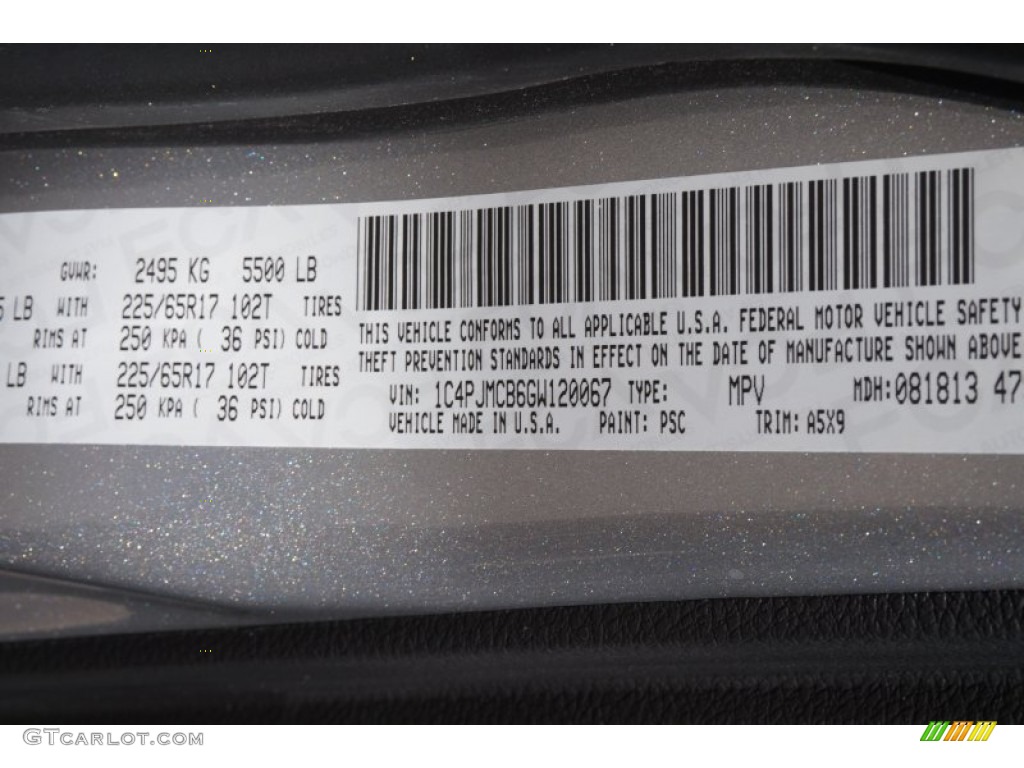 GVWR: 2495 KG 5500 LB
LB WITH 225/65R17 102T TIRES
RIMS AT 250 KPA ( 36 PSI) COLD
LB WITH 225/65R17 102T TIRES
RIMS AT 250 KPA ( 36 PSI) COLD
THIS VEHICLE CONFORMS TO ALL APPLICABLE U.S.A. FEDERAL MOTOR VEHICLE SAFETY
THEFT PREVENTION STANDARDS IN EFFECT ON THE DATE OF MANUFACTURE SHOWN ABOVE
VIN: 1C4PJMCB6GW120067 TYPE: MPV MDH:081813 47
VEHICLE MADE IN U.S.A. PAINT: PSC TRIM: A5X9
GTCARLOT.COM